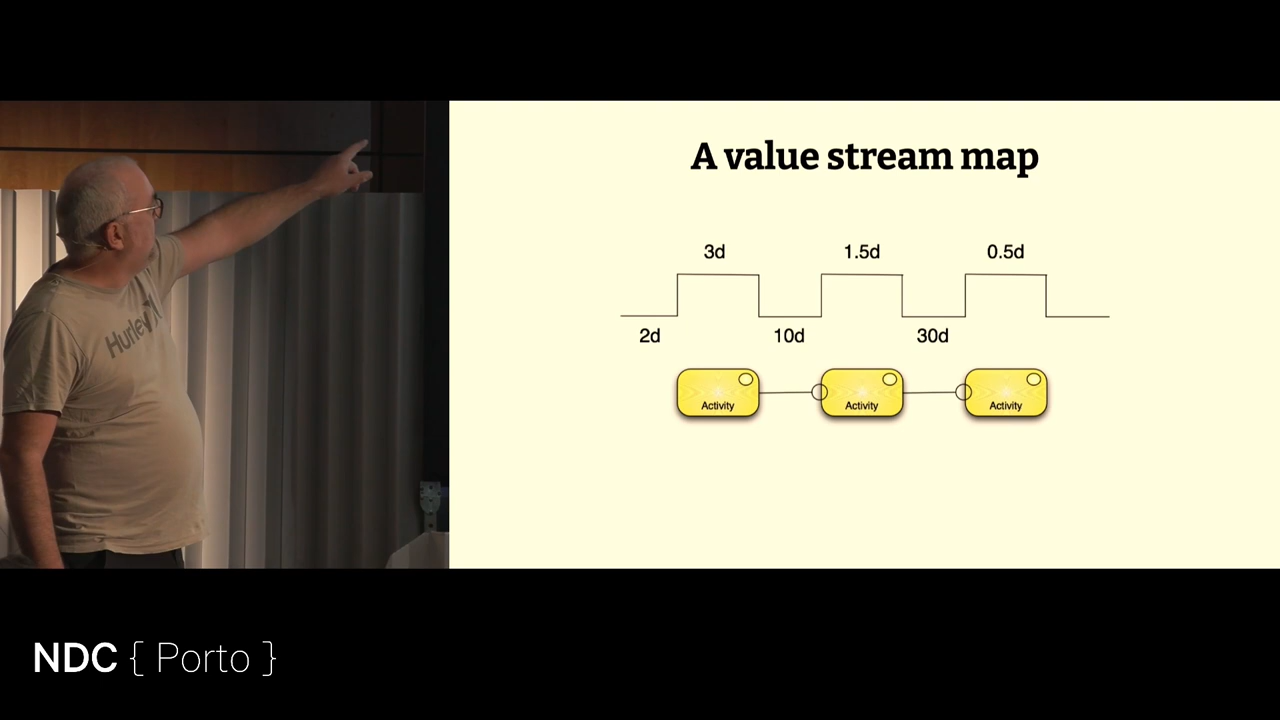 A value stream map
3d 1.5d 0.5d
2d 10d 30d
Activity Activity Activity
Hurley
NDC { Porto }